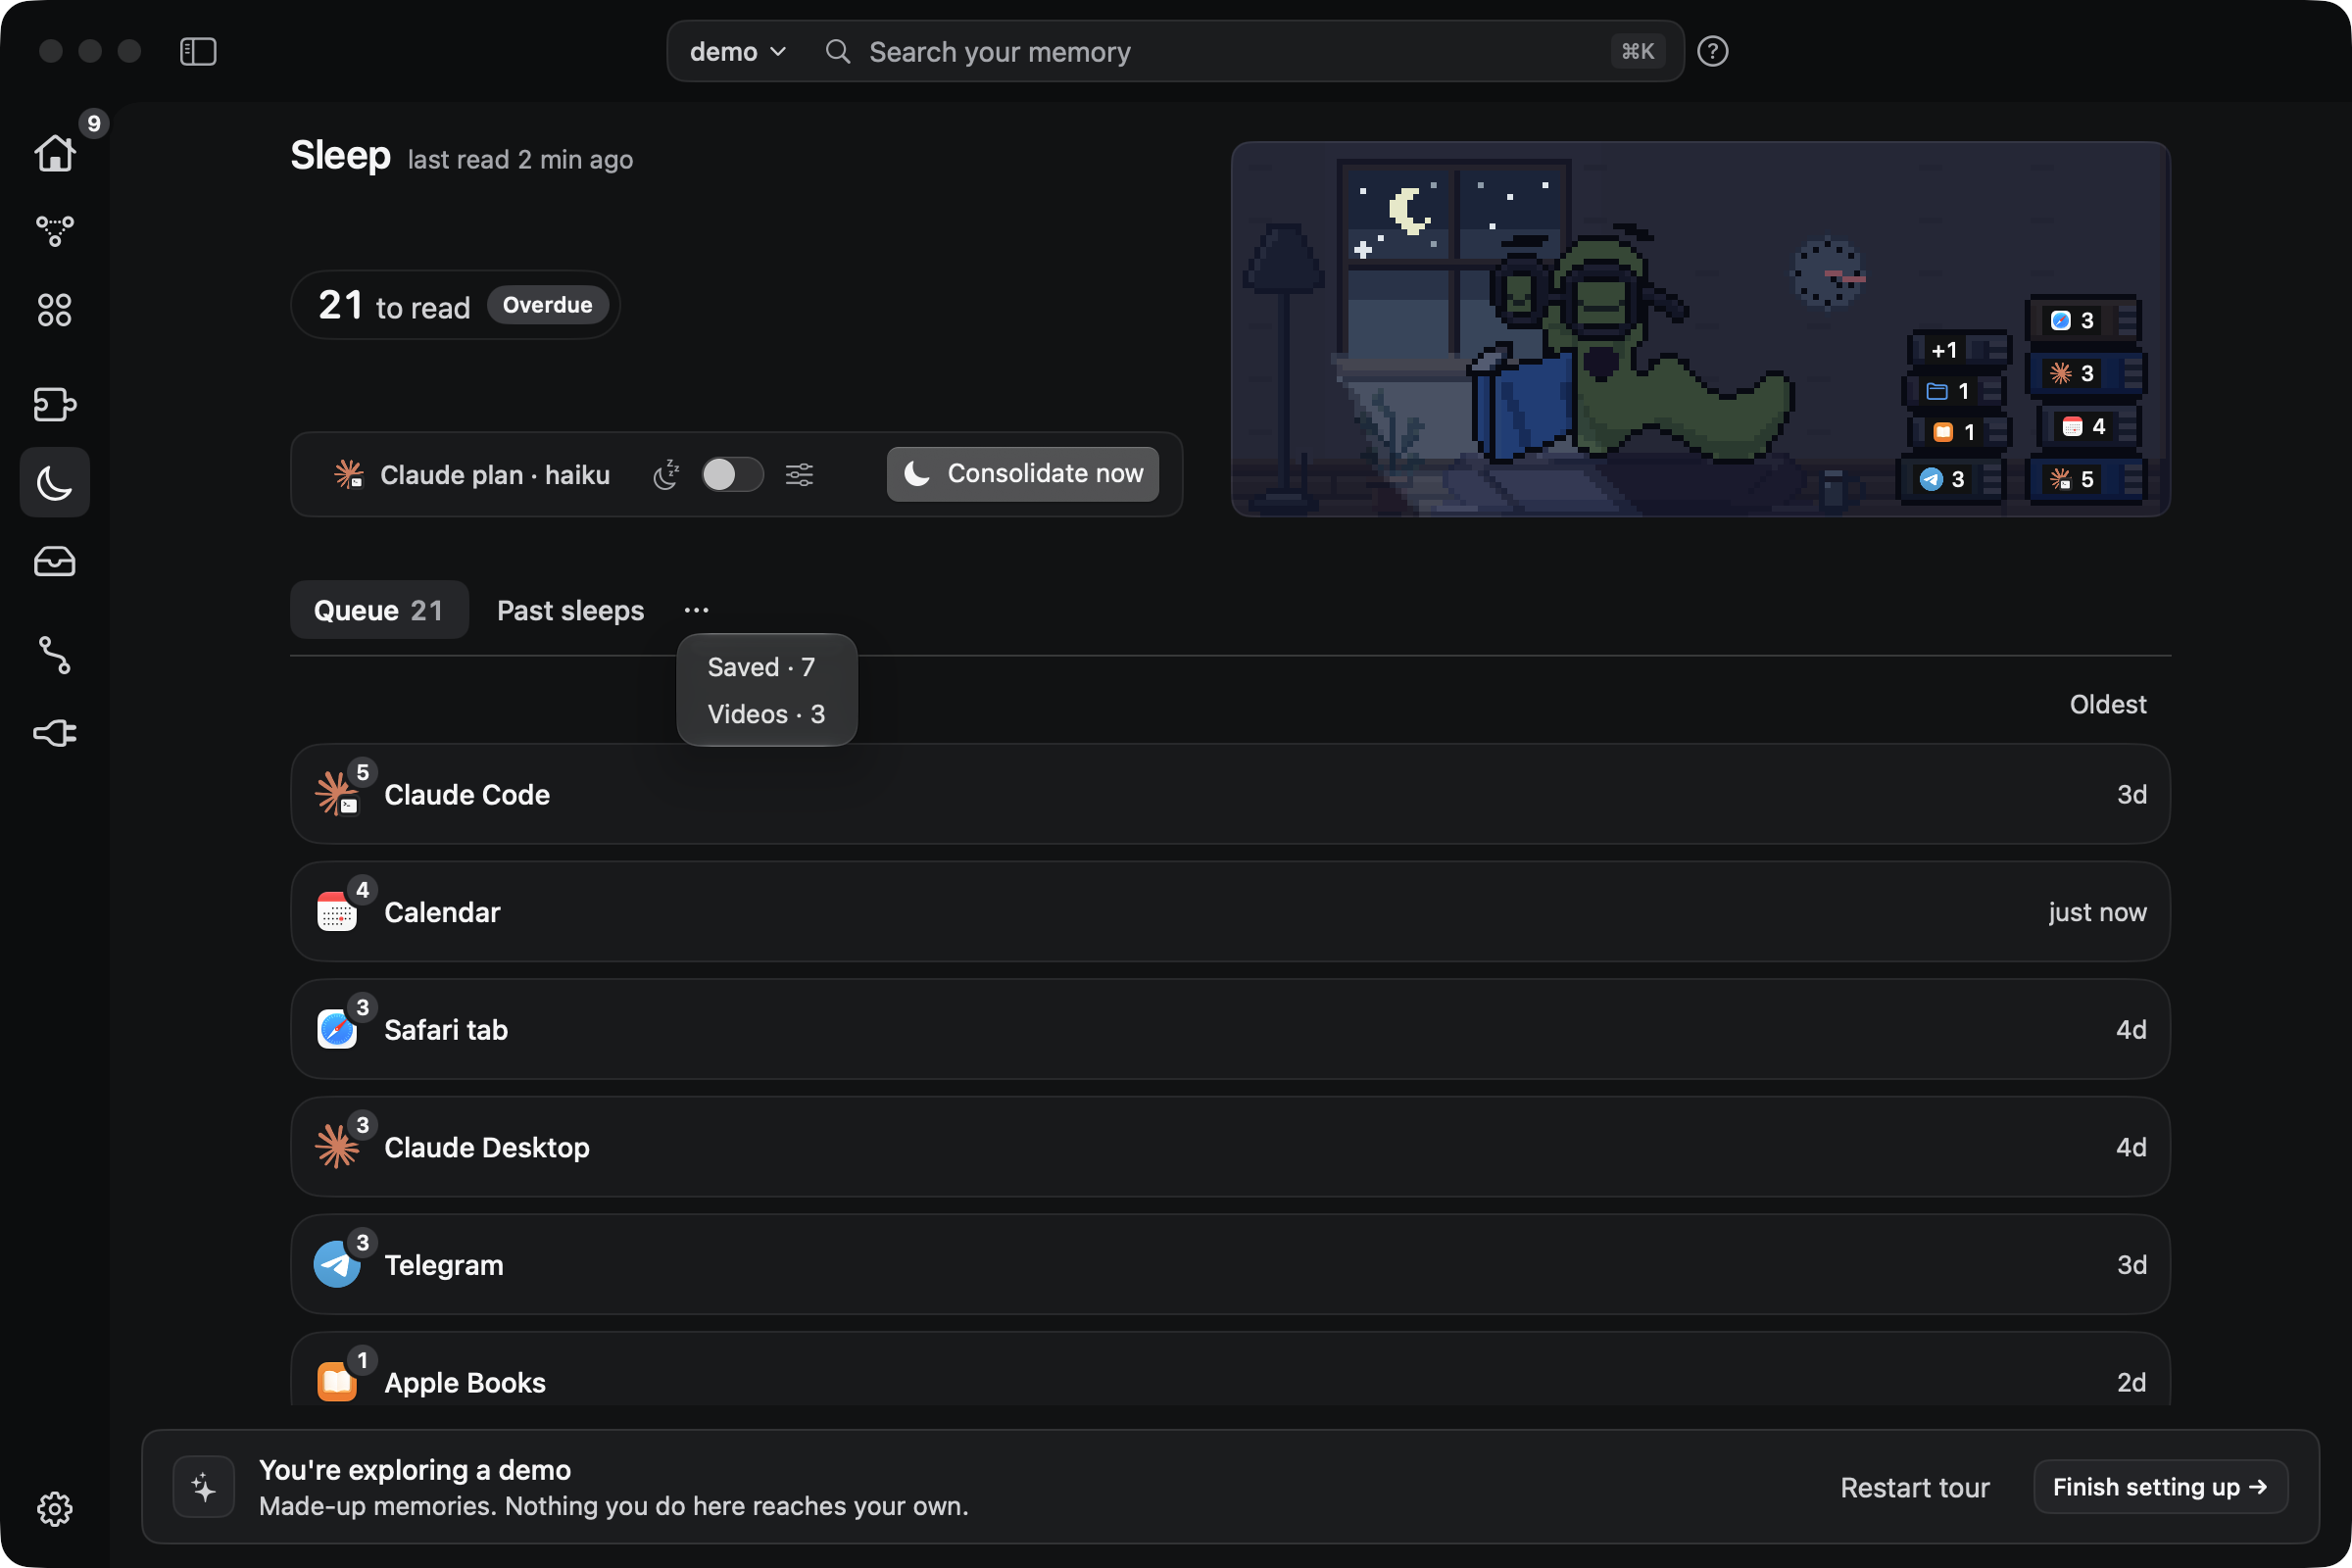 demo Search your memory ⌘K ?
9
Sleep last read 2 min ago
21 to read Overdue
Claude plan · haiku Consolidate now
3
+1
3
1
4
1
3
5
Queue 21 Past sleeps ···
Saved · 7
Videos · 3
Oldest
5 Claude Code 3d
4 Calendar just now
3 Safari tab 4d
3 Claude Desktop 4d
3 Telegram 3d
1 Apple Books 2d
You're exploring a demo
Made-up memories. Nothing you do here reaches your own.
Restart tour Finish setting up →